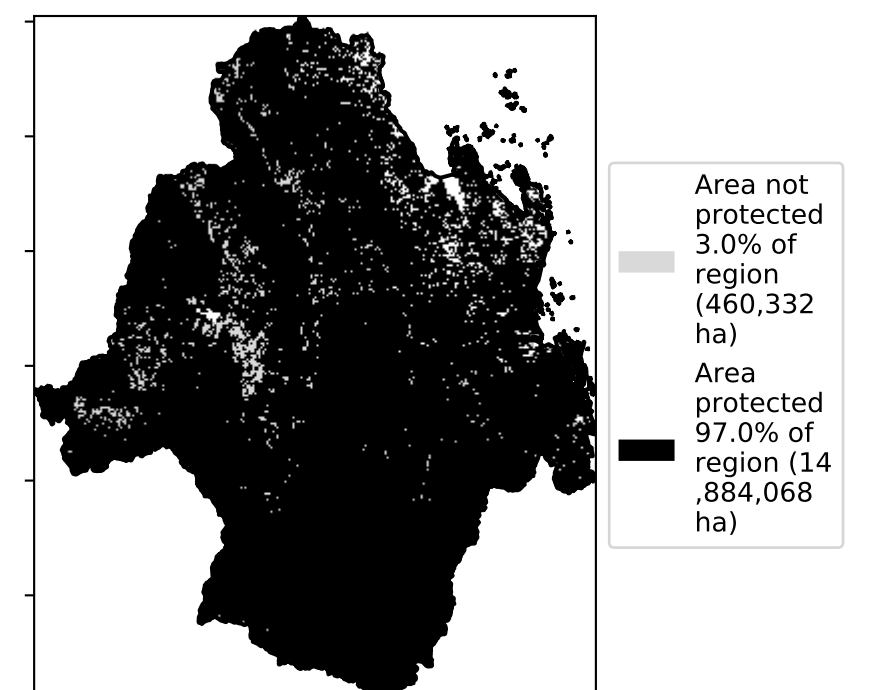 Area not
protected
3.0% of
region
(460,332
ha)
Area
protected
97.0% of
region (14
,884,068
ha)